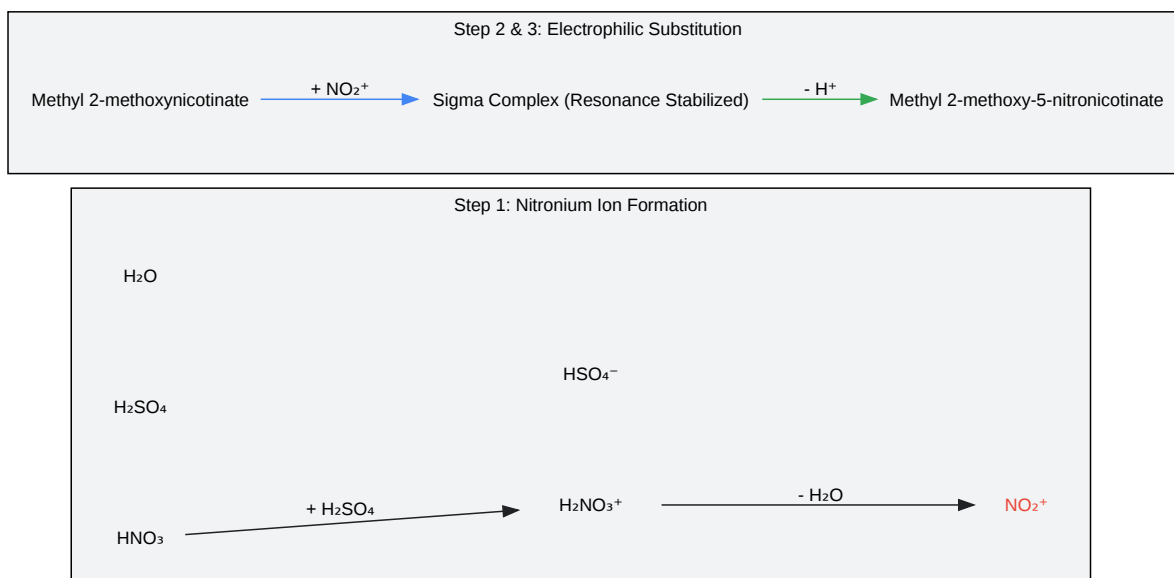 Step 2 & 3: Electrophilic Substitution
Methyl 2-methoxynicotinate
+ NO₂⁺
Sigma Complex (Resonance Stabilized)
- H⁺
Methyl 2-methoxy-5-nitronicotinate
Step 1: Nitronium Ion Formation
H₂O
HSO₄⁻
H₂SO₄
HNO₃
+ H₂SO₄
H₂NO₃⁺
- H₂O
NO₂⁺